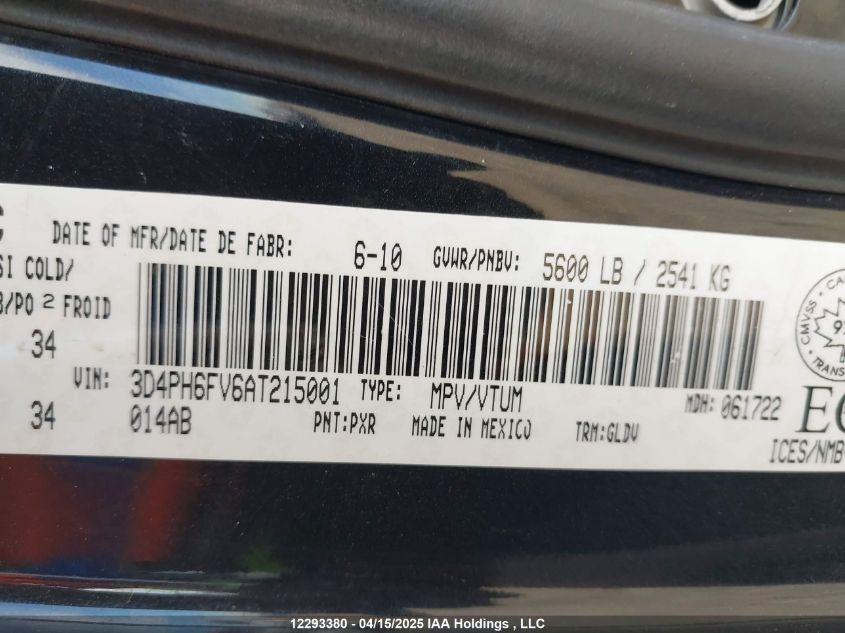 DATE OF MFR/DATE DE FABR: 6-10 GVWR/PNBV: 5600 LB / 2541 KG
SI COLD/
/PO 2 FROID
34
VIN: 3D4PH6FV6AT215001 TYPE: MPV/VTUM MDH: 061722
34 014AB PNT:PXR MADE IN MEXICO TRM:GLDV
ICES/NMB
CMVSS
TRANS
12293380 - 04/15/2025 IAA Holdings , LLC